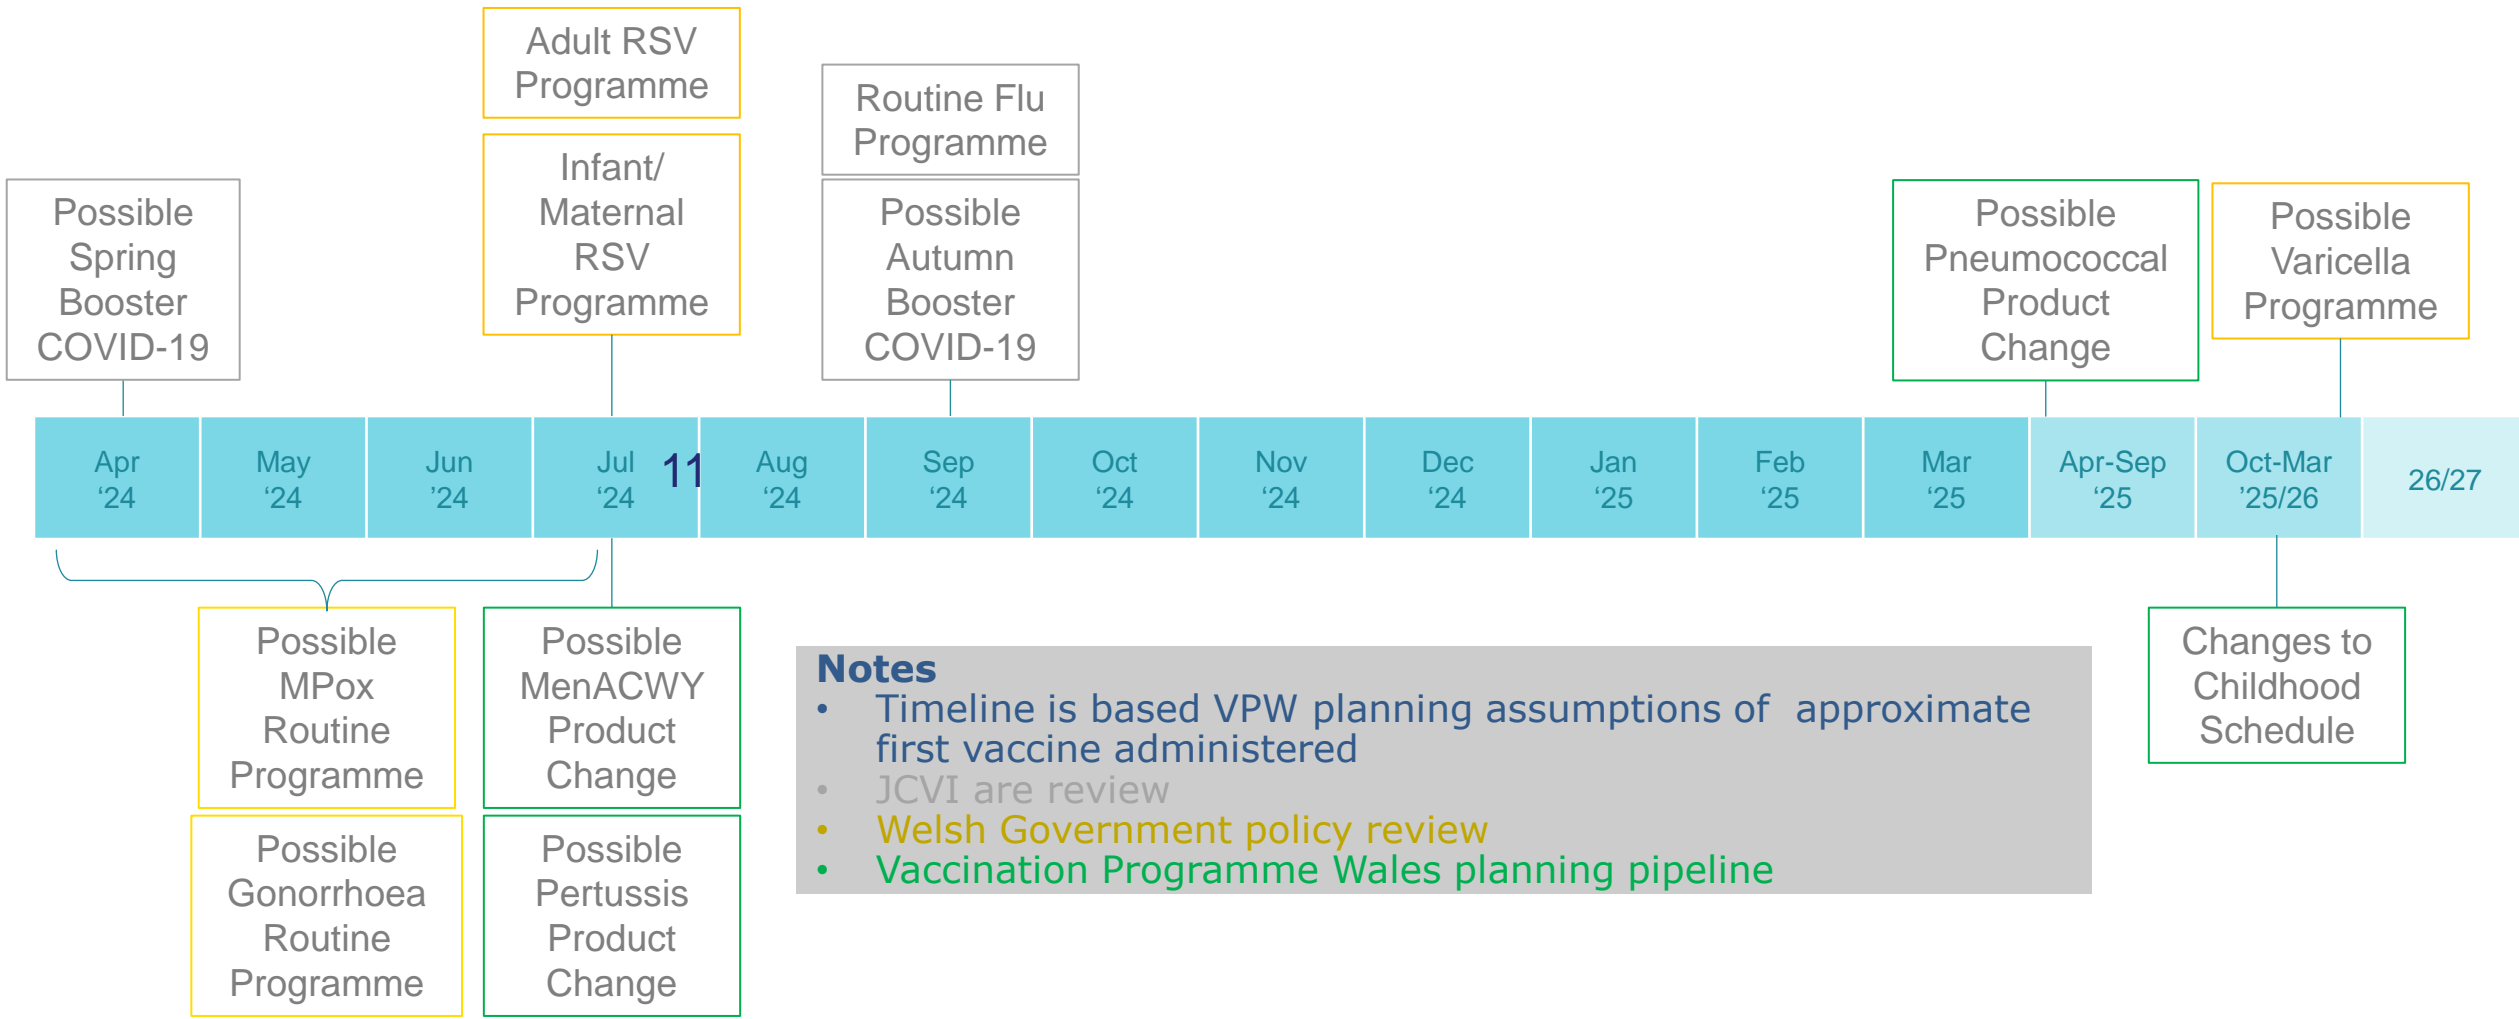 Adult RSV
Programme
Infant/
Maternal
RSV
Programme
Routine Flu
Programme
Possible
Spring
Booster
COVID-19
Possible
Autumn
Booster
COVID-19
Possible
Pneumococcal
Product
Change
Possible
Varicella
Programme
Apr
‘24
May
‘24
Jun
’24
Jul
‘24
11
Aug
‘24
Sep
‘24
Oct
‘24
Nov
‘24
Dec
‘24
Jan
‘25
Feb
‘25
Mar
‘25
Apr-Sep
‘25
Oct-Mar
’25/26
26/27
Possible
MPox
Routine
Programme
Possible
Gonorrhoea
Routine
Programme
Possible
MenACWY
Product
Change
Possible
Pertussis
Product
Change
Notes
• Timeline is based VPW planning assumptions of approximate
first vaccine administered
• JCVI are review
• Welsh Government policy review
• Vaccination Programme Wales planning pipeline
Changes to
Childhood
Schedule